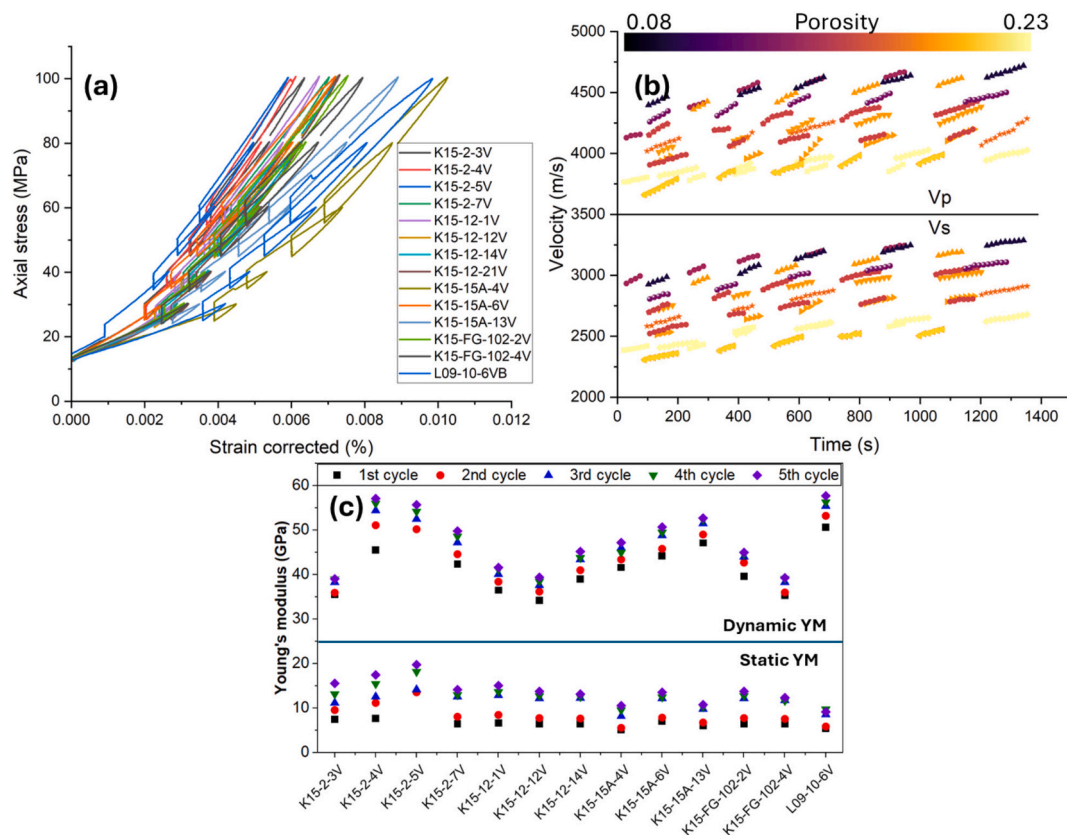 (a)
Axial stress (MPa)
120
100
80
60
40
20
0
0.000 0.002 0.004 0.006 0.008 0.010 0.012
Strain corrected (%)
K15-2-3V
K15-2-4V
K15-2-5V
K15-2-7V
K15-12-1V
K15-12-12V
K15-12-14V
K15-12-21V
K15-15A-4V
K15-15A-6V
K15-15A-13V
K15-FG-102-2V
K15-FG-102-4V
L09-10-6VB
0.08 Porosity 0.23
(b)
Velocity (m/s)
5000
4500
4000
3500
3000
2500
2000
Vp
Vs
0 200 400 600 800 1000 1200 1400
Time (s)
1st cycle 2nd cycle 3rd cycle 4th cycle 5th cycle
(c)
Young's modulus (GPa)
60
50
40
30
20
10
0
Dynamic YM
Static YM
K15-2-3V
K15-2-4V
K15-2-5V
K15-2-7V
K15-12-1V
K15-12-12V
K15-12-14V
K15-15A-4V
K15-15A-6V
K15-15A-13V
K15-FG-102-2V
K15-FG-102-4V
L09-10-6V